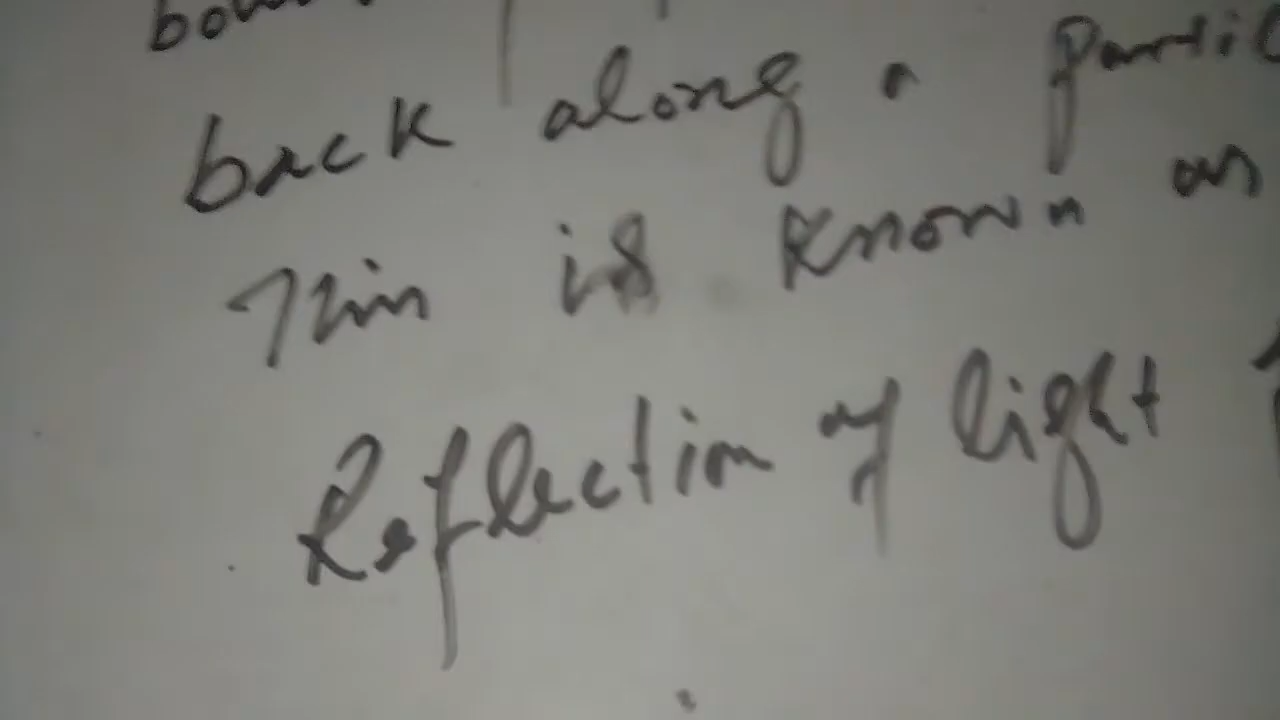 back along a
This is known as
Reflection of light